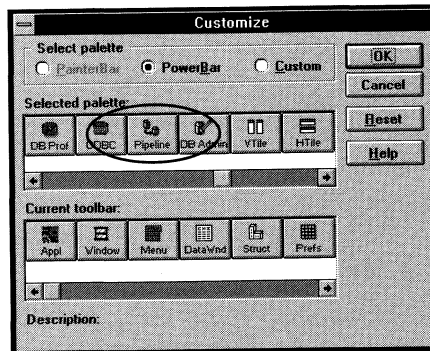 Customize
Select palette
PainterBar PowerBar Custom
OK
Cancel
Reset
Help
Selected palette:
DB Prof ODBC Pipeline DB Admin VTile HTile
Current toolbar:
Appl Window Menu DataWnd Struct Prefs
Description: